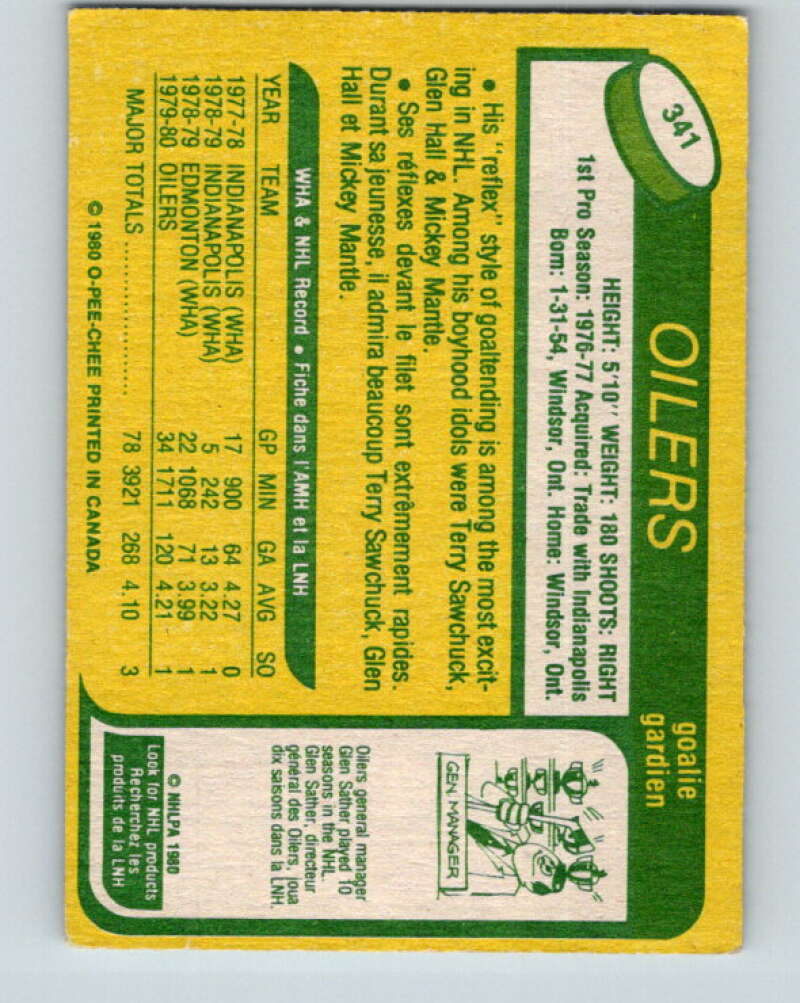 341
OILERS
goalie
gardien
HEIGHT: 5'10'' WEIGHT: 180 SHOOTS: RIGHT
1st Pro Season: 1976-77 Acquired: Trade with Indianapolis
Born: 1-31-54, Windsor, Ont. Home: Windsor, Ont.
• His "reflex" style of goaltending is among the most excit-
ing in NHL. Among his boyhood idols were Terry Sawchuck,
Glen Hall & Mickey Mantle.
• Ses réflexes devant le filet sont extrêmement rapides.
Durant sa jeunesse, il admira beaucoup Terry Sawchuck, Glen
Hall et Mickey Mantle.
WHA & NHL Record • Fiche dans l'AMH et la LNH
YEAR TEAM GP MIN GA AVG SO
1977-78 INDIANAPOLIS (WHA) 17 900 64 4.27 0
1978-79 INDIANAPOLIS (WHA) 5 242 13 3.22 1
1978-79 EDMONTON (WHA) 22 1068 71 3.99 1
1979-80 OILERS 34 1711 120 4.21 1
MAJOR TOTALS .................. 78 3921 268 4.10 3
© 1980 O-PEE-CHEE PRINTED IN CANADA
GEN. MANAGER
Oilers general manager
Glen Sather played 10
seasons in the NHL.
Glen Sather, directeur
général des Oilers, joua
dix saisons dans la LNH.
© NHLPA 1980
Look for NHL products
Recherchez les
produits de la LNH